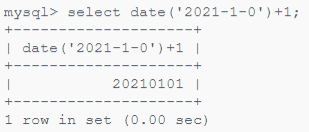 mysql> select date('2021-1-0')+1;
+--------------------+
| date('2021-1-0')+1 |
+--------------------+
|           20210101 |
+--------------------+
1 row in set (0.00 sec)